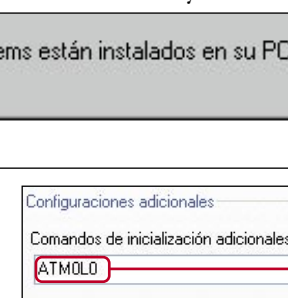 ems están instalados en su PC
Configuraciones adicionales
Comandos de inicialización adicionales
ATM0L0